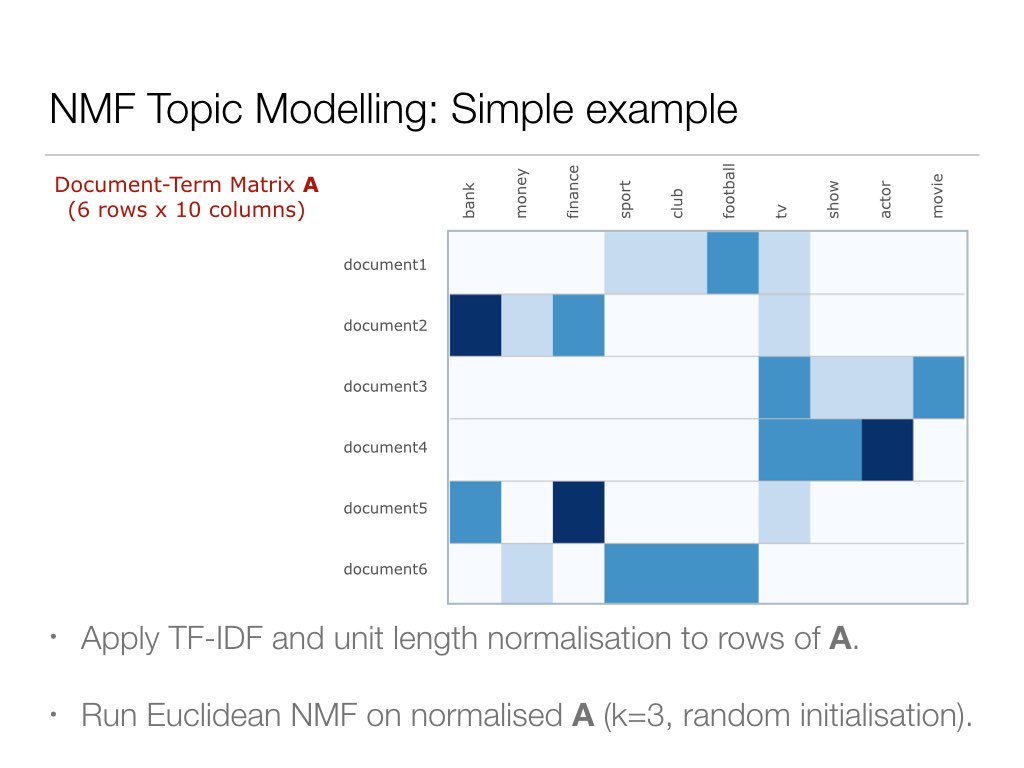 NMF Topic Modelling: Simple example
Document-Term Matrix A
(6 rows x 10 columns)
bank
money
finance
sport
club
football
tv
show
actor
movie
document1
document2
document3
document4
document5
document6
• Apply TF-IDF and unit length normalisation to rows of A.
• Run Euclidean NMF on normalised A (k=3, random initialisation).